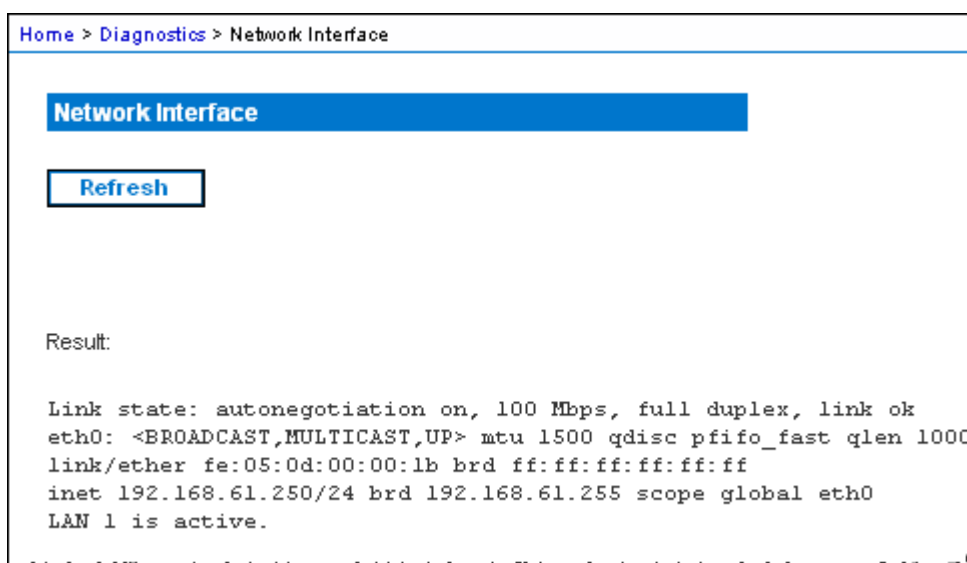 Home > Diagnostics > Network Interface
Network Interface
Refresh
Result:
Link state: autonegotiation on, 100 Mbps, full duplex, link ok
eth0: <BROADCAST,MULTICAST,UP> mtu 1500 qdisc pfifo_fast qlen 1000
link/ether fe:05:0d:00:00:1b brd ff:ff:ff:ff:ff:ff
inet 192.168.61.250/24 brd 192.168.61.255 scope global eth0
LAN 1 is active.